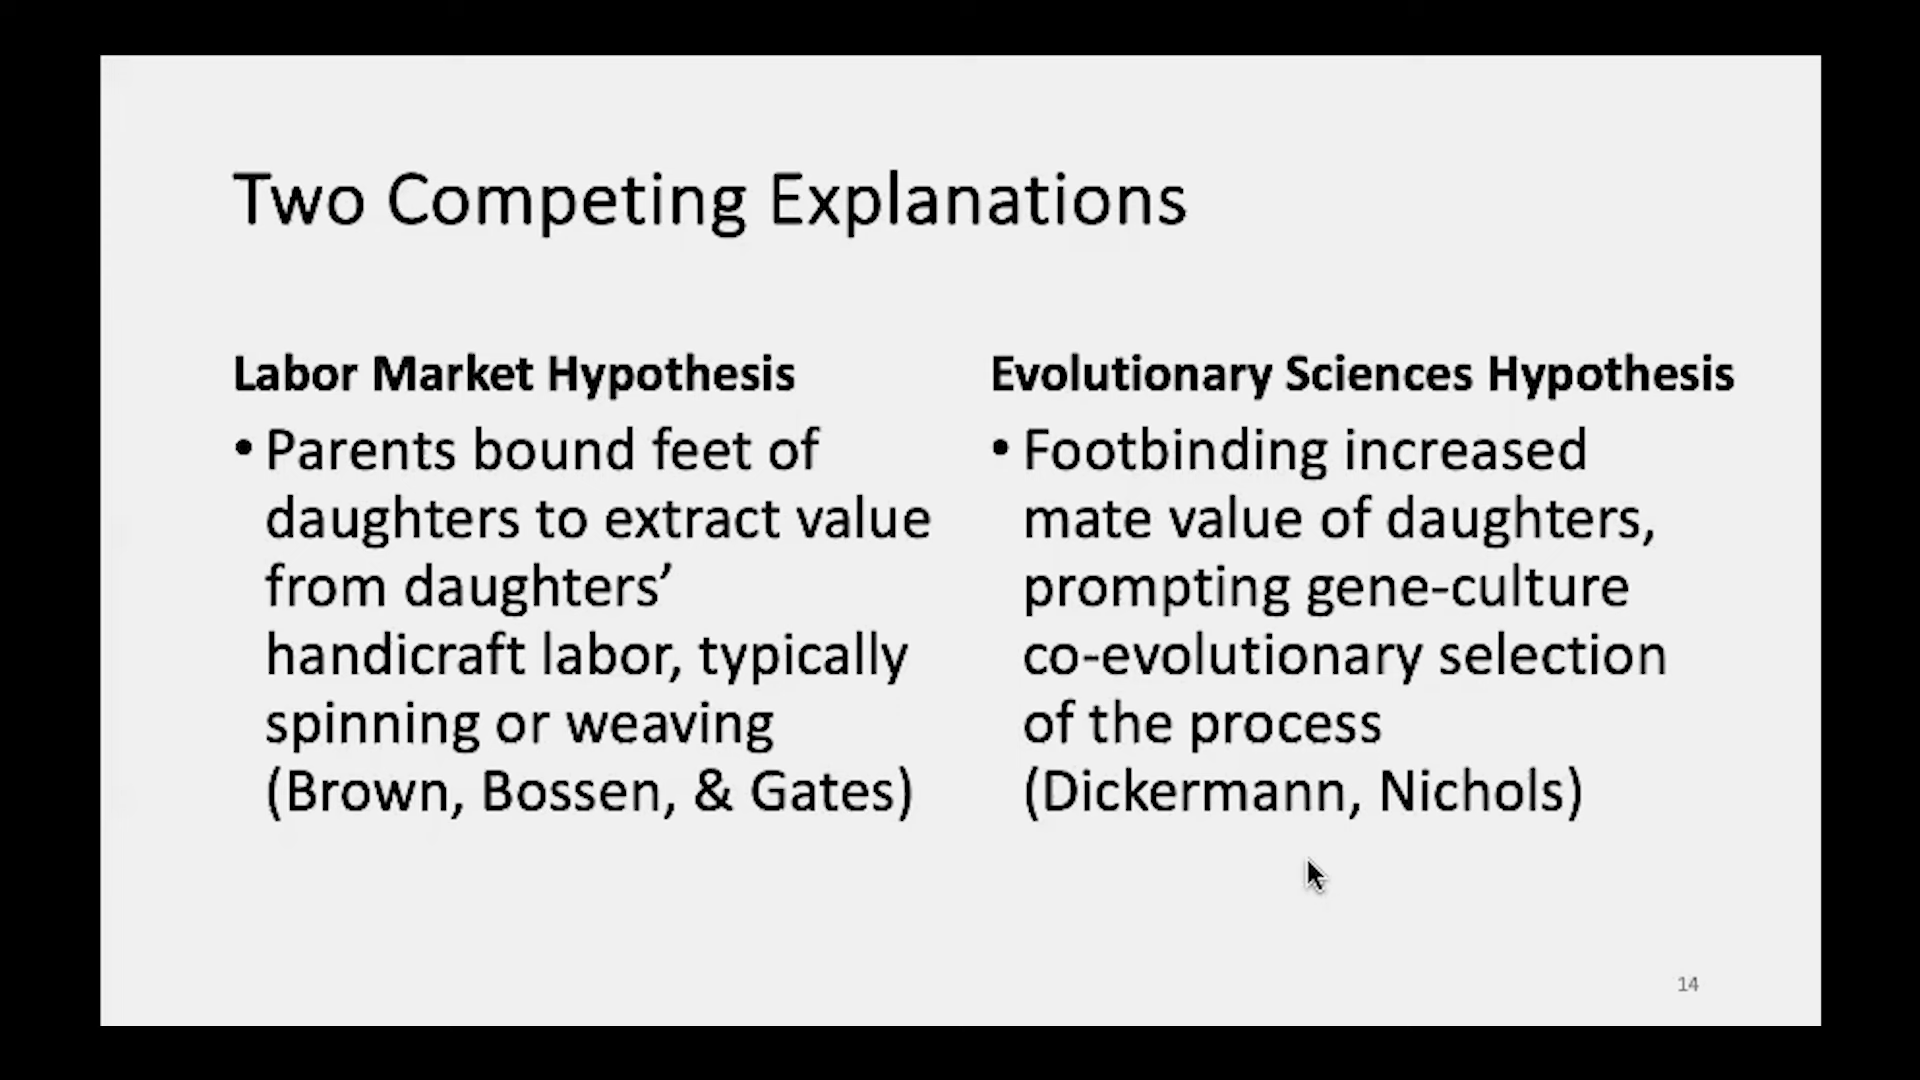 Two Competing Explanations
Labor Market Hypothesis
• Parents bound feet of
daughters to extract value
from daughters’
handicraft labor, typically
spinning or weaving
(Brown, Bossen, & Gates)
Evolutionary Sciences Hypothesis
• Footbinding increased
mate value of daughters,
prompting gene-culture
co-evolutionary selection
of the process
(Dickermann, Nichols)
14